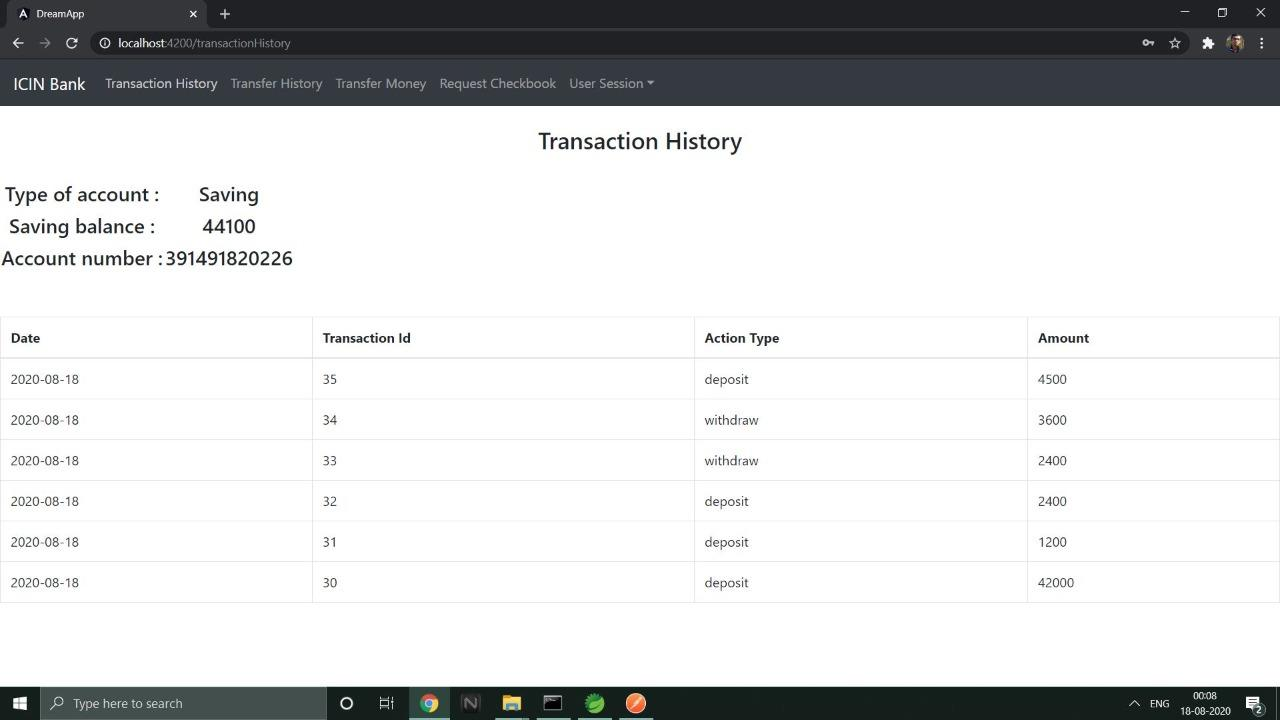 DreamApp
localhost:4200/transactionHistory
ICIN Bank Transaction History Transfer History Transfer Money Request Checkbook User Session
Transaction History
Type of account : Saving
Saving balance : 44100
Account number : 391491820226
Date Transaction Id Action Type Amount
2020-08-18 35 deposit 4500
2020-08-18 34 withdraw 3600
2020-08-18 33 withdraw 2400
2020-08-18 32 deposit 2400
2020-08-18 31 deposit 1200
2020-08-18 30 deposit 42000
Type here to search
ENG
00:08
18-08-2020
2